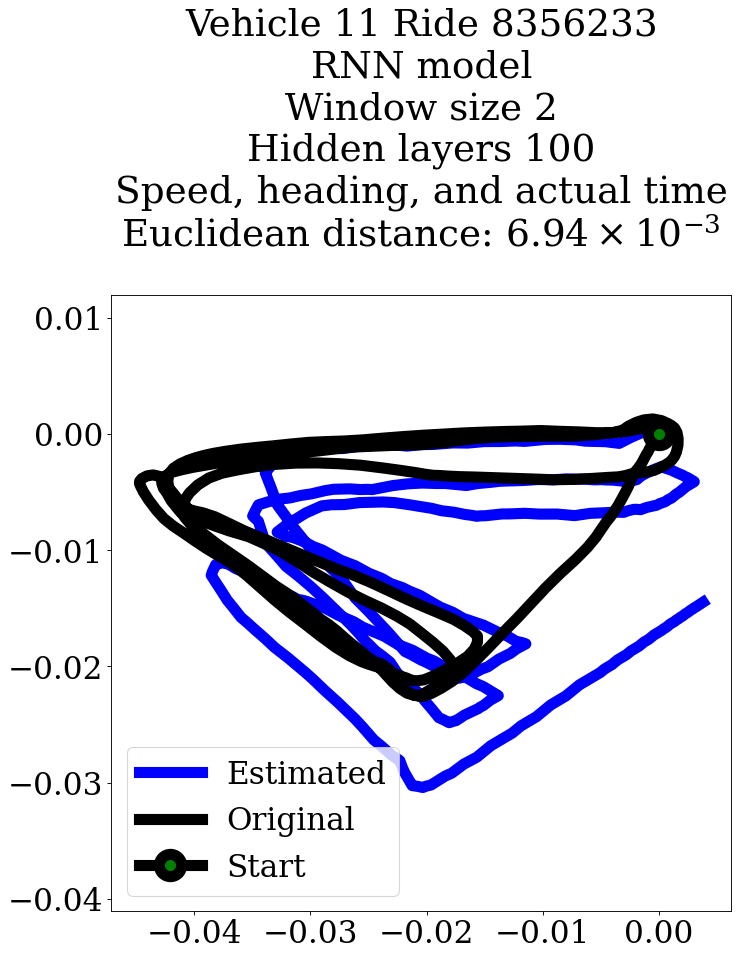 Vehicle 11 Ride 8356233
RNN model
Window size 2
Hidden layers 100
Speed, heading, and actual time
Euclidean distance: 6.94 × 10⁻³
0.01
0.00
−0.01
−0.02
−0.03
−0.04
Estimated
Original
Start
−0.04 −0.03 −0.02 −0.01 0.00